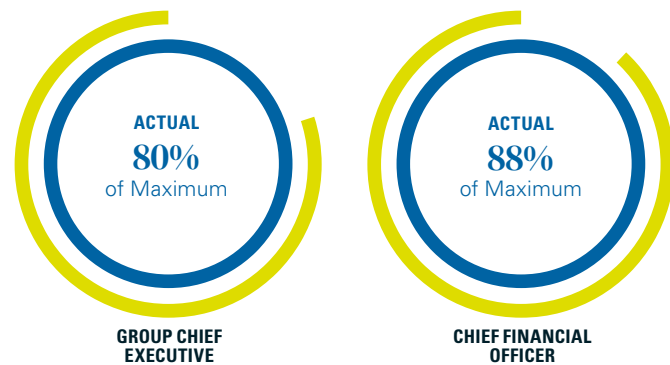 ACTUAL
80%
of Maximum
GROUP CHIEF
EXECUTIVE
ACTUAL
88%
of Maximum
CHIEF FINANCIAL
OFFICER